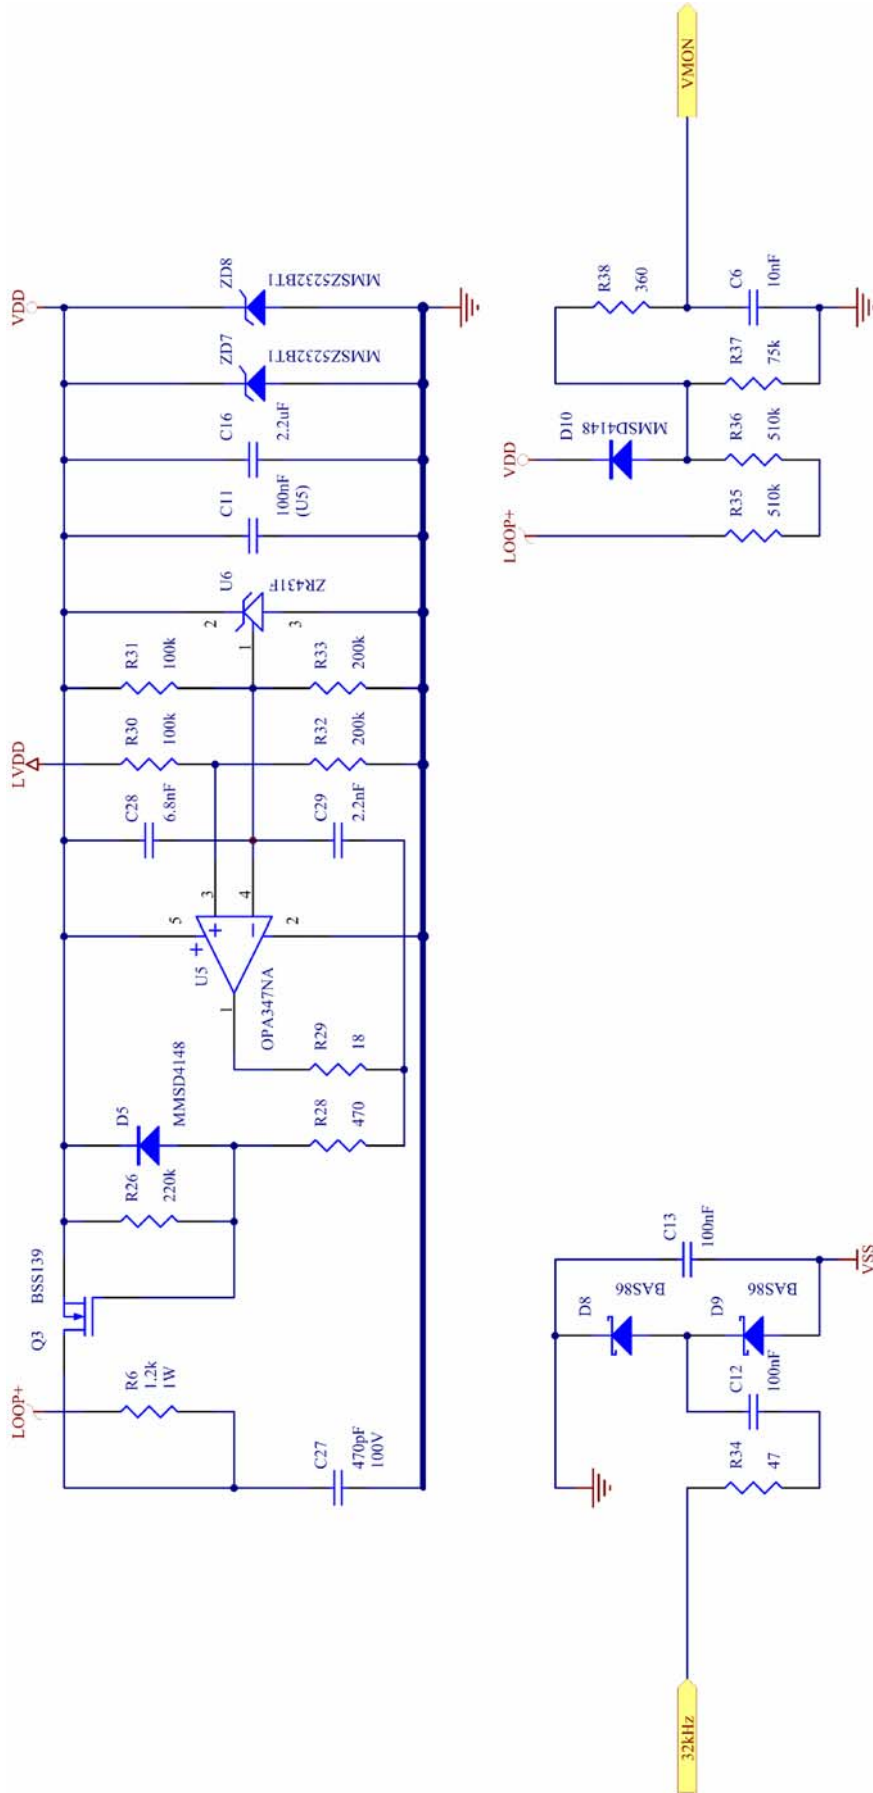 LOOP+
LVDD
VDD
Q3
BSS139
R6
1.2k
1W
R26
220k
D5
MMSD4148
C28
6.8nF
R30
100k
R31
100k
5
3
4
2
1
+
+
−
U5
OPA347NA
2
1
3
U6
ZR431F
C11
100nF
(U5)
C16
2.2uF
ZD7
MMSZ5232BT1
ZD8
MMSZ5232BT1
C27
470pF
100V
R28
470
R29
18
C29
2.2nF
R32
200k
R33
200k
LOOP+
VDD
D8
BAS86
D10
MMSD4148
R38
360
32kHz
C13
100nF
VMON
R34
47
C12
100nF
D9
BAS86
R35
510k
R36
510k
R37
75k
C6
10nF
VSS